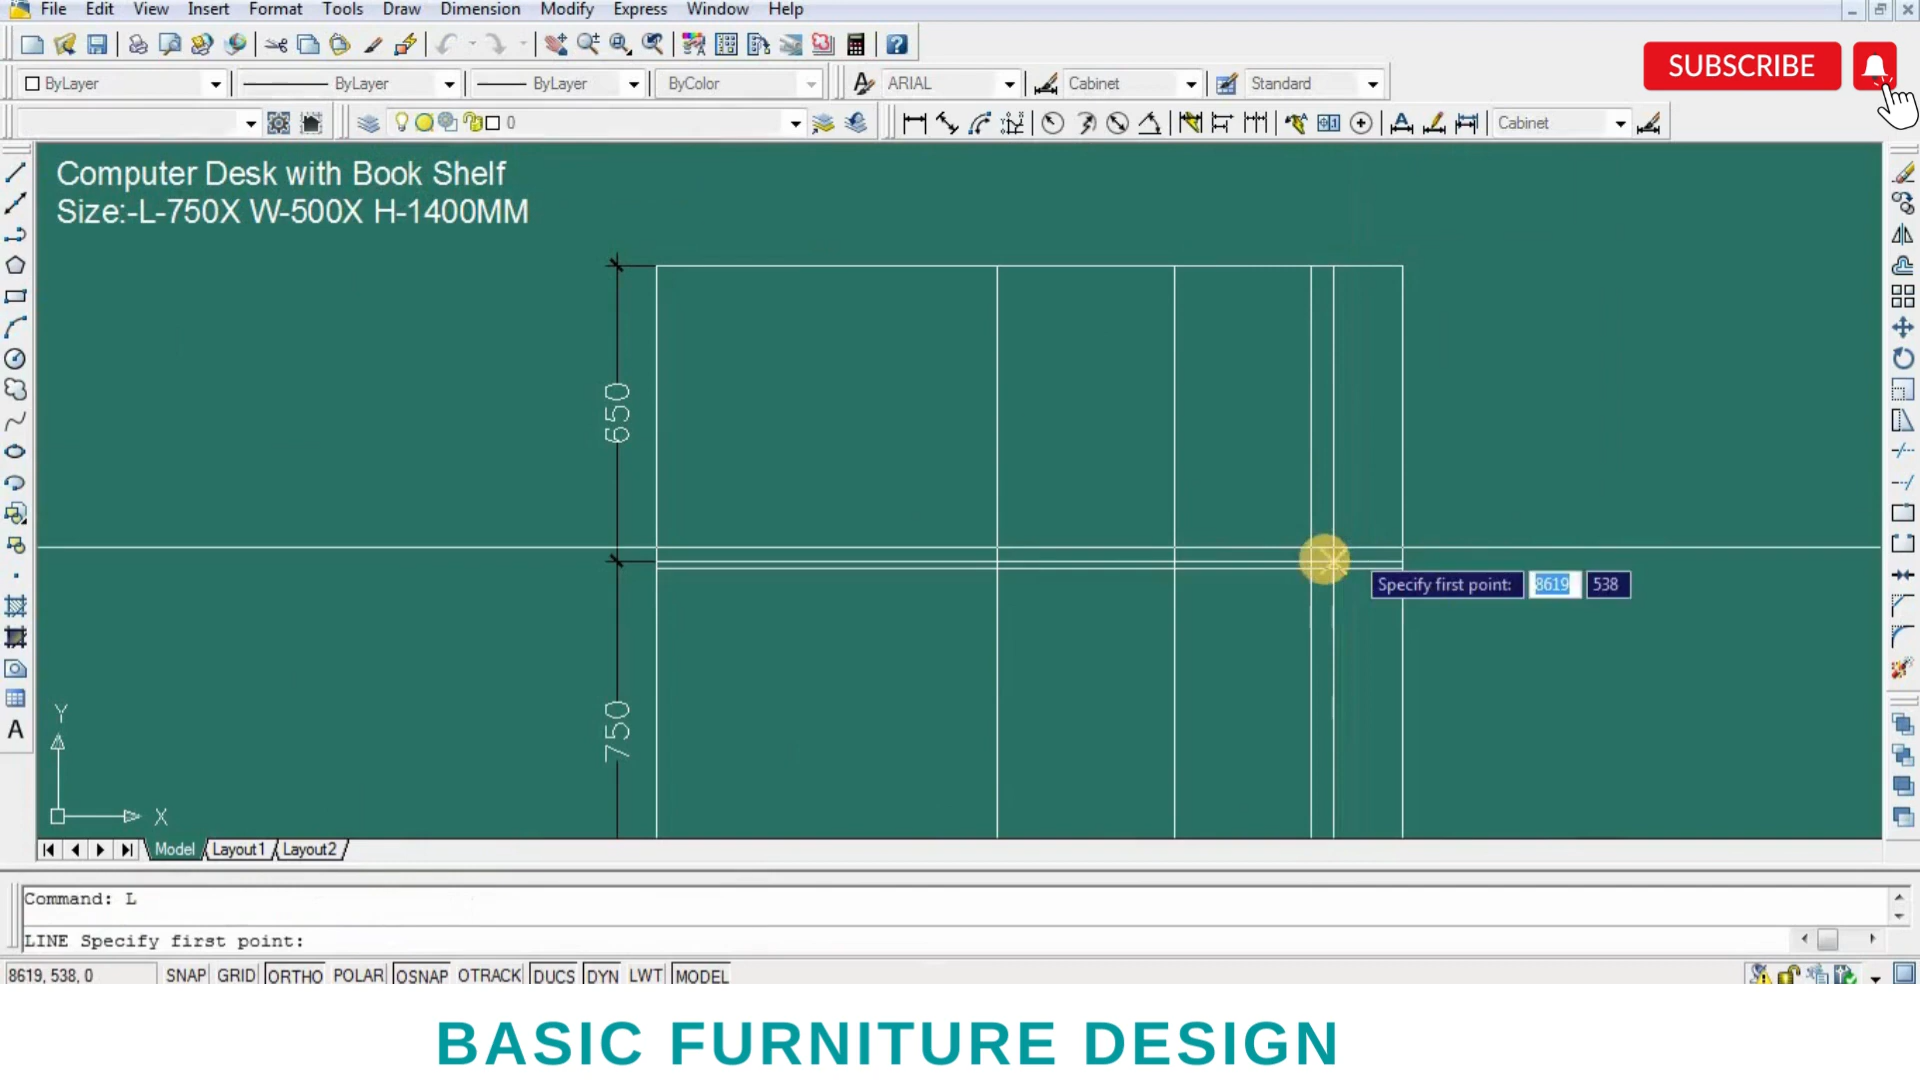 File Edit View Insert Format Tools Draw Dimension Modify Express Window Help
SUBSCRIBE
ByLayer ByLayer ByLayer ByColor ARIAL Cabinet Standard
0 Cabinet
Computer Desk with Book Shelf
Size:-L-750X W-500X H-1400MM
650
Specify first point: 8619 538
750
Y
X
A
Model Layout1 Layout2
Command: L
LINE Specify first point:
8619, 538, 0 SNAP GRID ORTHO POLAR OSNAP OTRACK DUCS DYN LWT MODEL
BASIC FURNITURE DESIGN